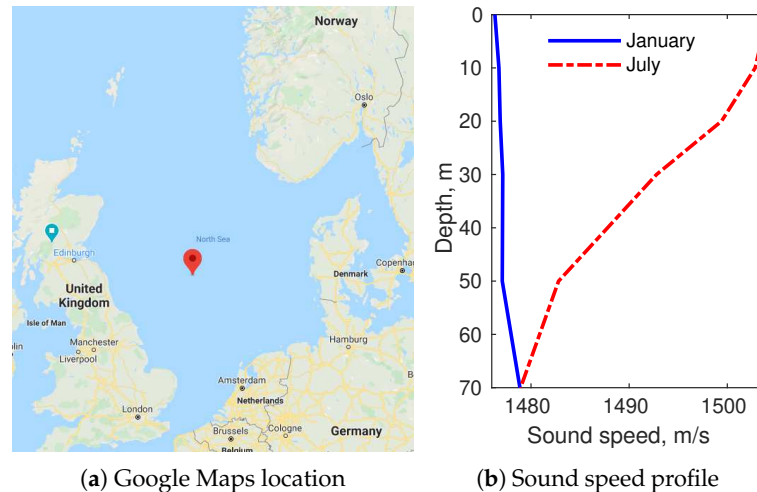 Norway
Oslo
North Sea
Edinburgh
United
Kingdom
Isle of Man
Manchester
Liverpool
lin
London
Denmark
Copenha
Hamburg
Amsterdam
Netherlands
B
Brussels
Cologne
Belgium
Germany
(a) Google Maps location
0
January
July
10
20
30
40
50
60
70
Depth, m
1480
1490
1500
Sound speed, m/s
(b) Sound speed profile